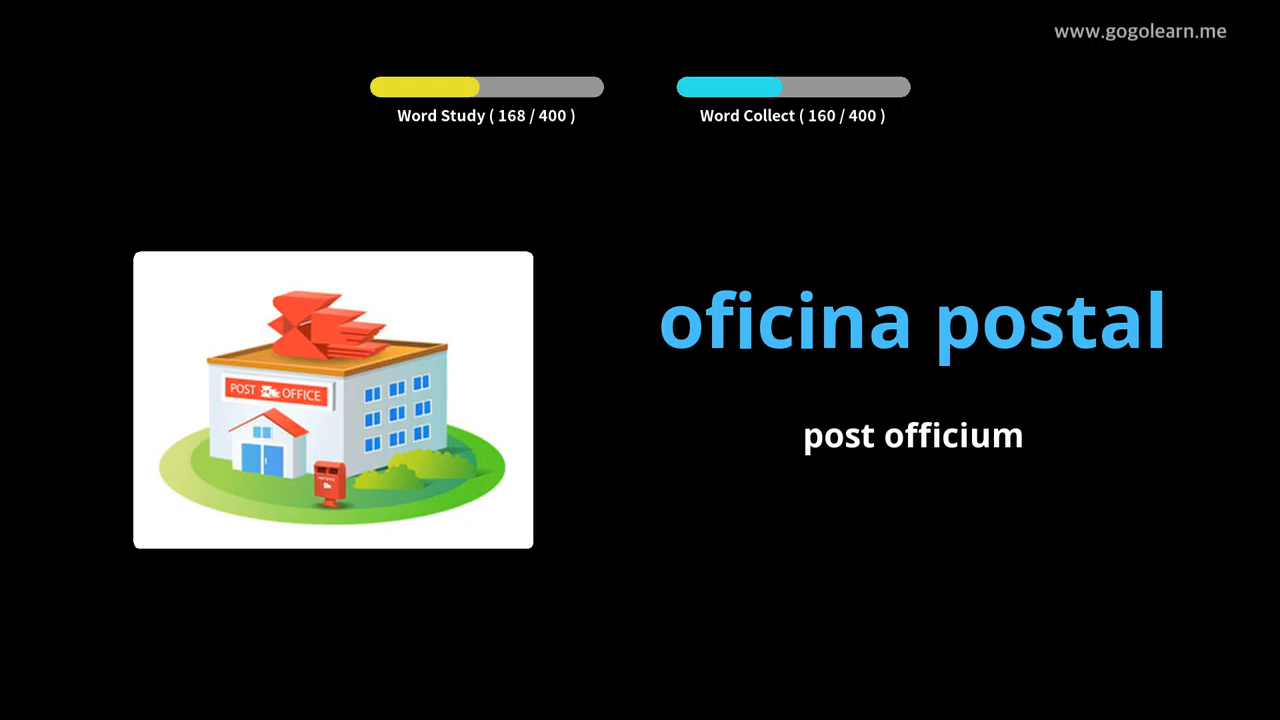 www.gogolearn.me
Word Study ( 168 / 400 )
Word Collect ( 160 / 400 )
POST OFFICE
oficina postal
post officium